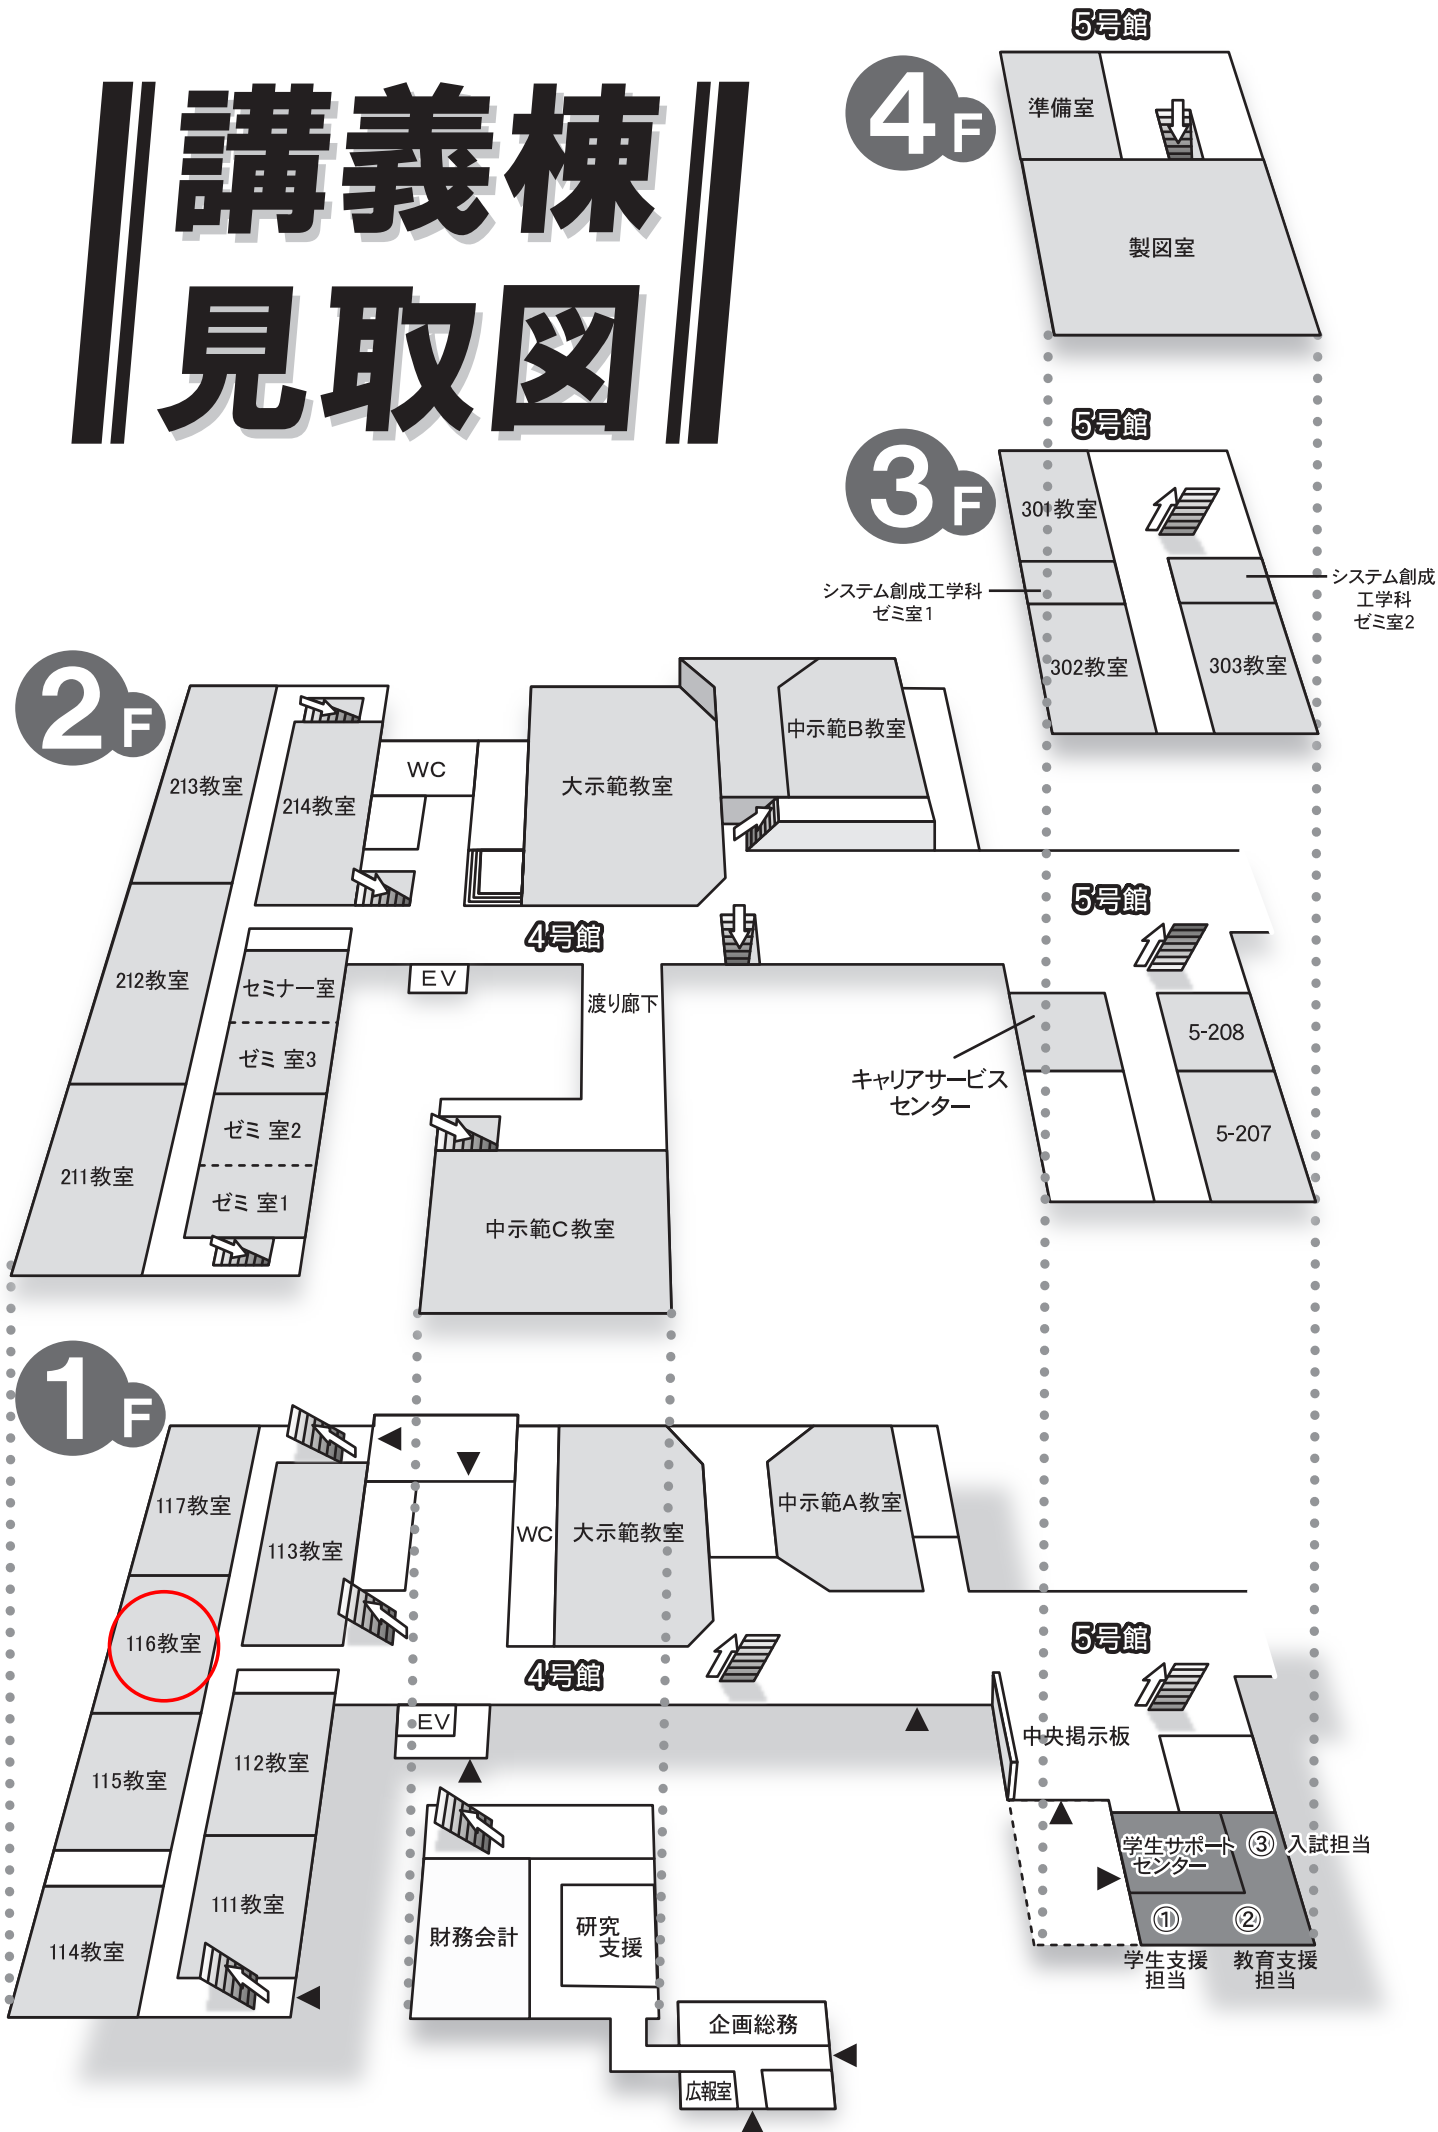 講義棟
見取図
4F
5号館
準備室
製図室
3F
5号館
301教室
システム創成工学科
ゼミ室1
システム創成
工学科
ゼミ室2
302教室
303教室
2F
213教室
214教室
WC
大示範教室
中示範B教室
212教室
4号館
5号館
セミナー室
EV
渡り廊下
ゼミ 室3
5-208
キャリアサービス
センター
ゼミ 室2
5-207
211教室
ゼミ 室1
中示範C教室
1F
117教室
113教室
WC
大示範教室
中示範A教室
116教室
4号館
5号館
EV
中央掲示板
112教室
115教室
学生サポート
センター
③ 入試担当
111教室
114教室
財務会計
研究
支援
①
②
学生支援
担当
教育支援
担当
企画総務
広報室